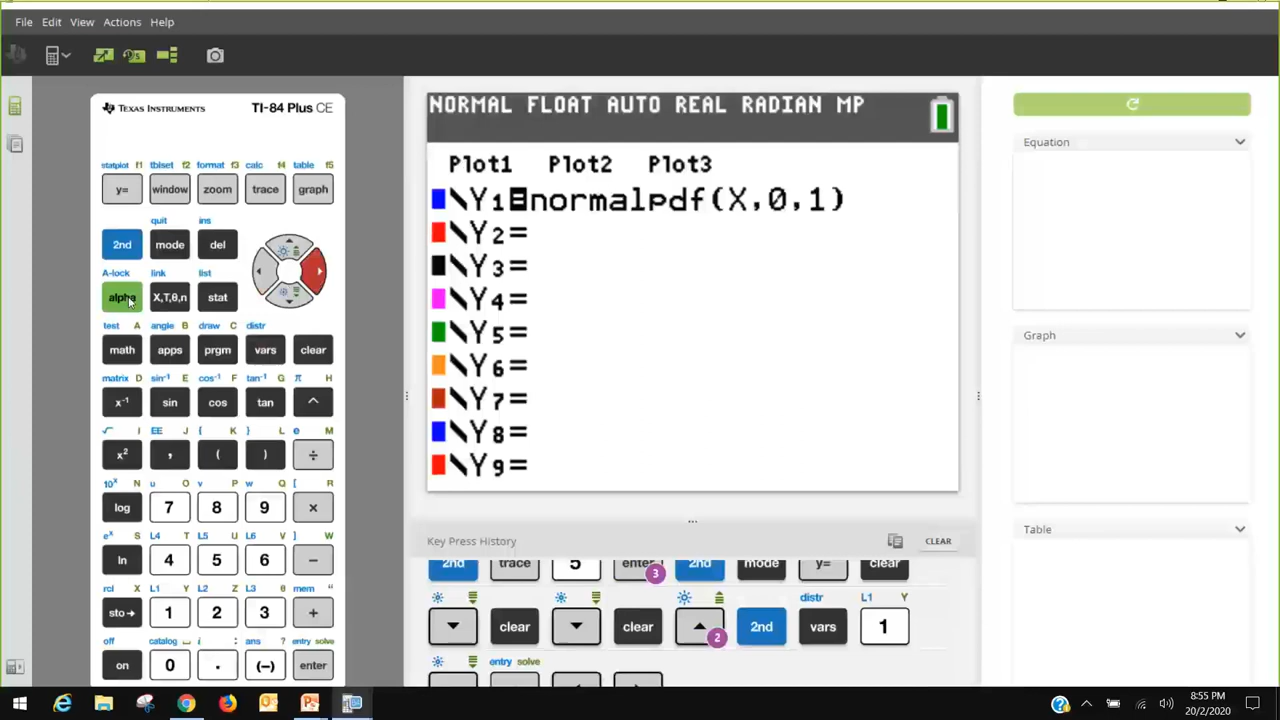 File Edit View Actions Help
TEXAS INSTRUMENTS TI-84 Plus CE
statplot f1 tblset f2 format f3 calc f4 table f5
y= window zoom trace graph
quit ins
2nd mode del
A-lock link list
alpha X,T,θ,n stat
test A angle B draw C distr
math apps prgm vars clear
matrix D sin⁻¹ E cos⁻¹ F tan⁻¹ G π H
x⁻¹ sin cos tan ^
√ I EE J { K } L e M
x² , ( ) ÷
10ˣ N u O v P w Q [ R
log 7 8 9 ×
eˣ S L4 T L5 U L6 V ] W
ln 4 5 6 −
rcl X L1 Y L2 Z L3 θ mem "
sto→ 1 2 3 +
off catalog ⎵ i : ans ? entry solve
on 0 . (−) enter
NORMAL FLOAT AUTO REAL RADIAN MP
Plot1 Plot2 Plot3
\Y1=normalpdf(X,0,1)
\Y2=
\Y3=
\Y4=
\Y5=
\Y6=
\Y7=
\Y8=
\Y9=
Key Press History CLEAR
2nd trace 5 enter 3 2nd mode y= clear
distr L1 Y
clear clear 2 2nd vars 1
entry solve
Equation
Graph
Table
8:55 PM
20/2/2020